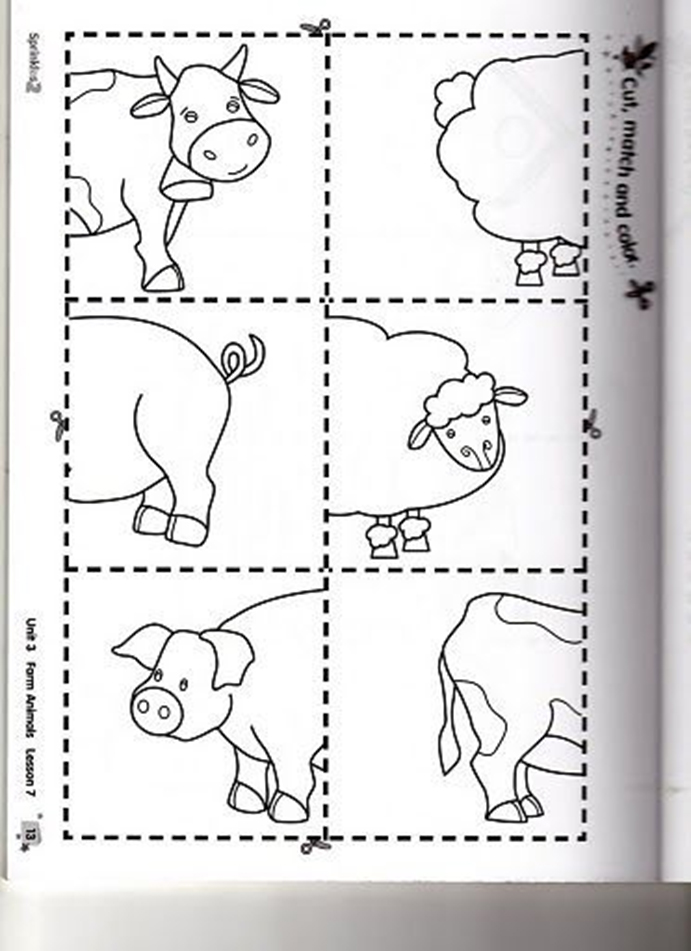 Cut, match and color.
Sprinkles 2
Unit 3 Farm Animals Lesson 7
13